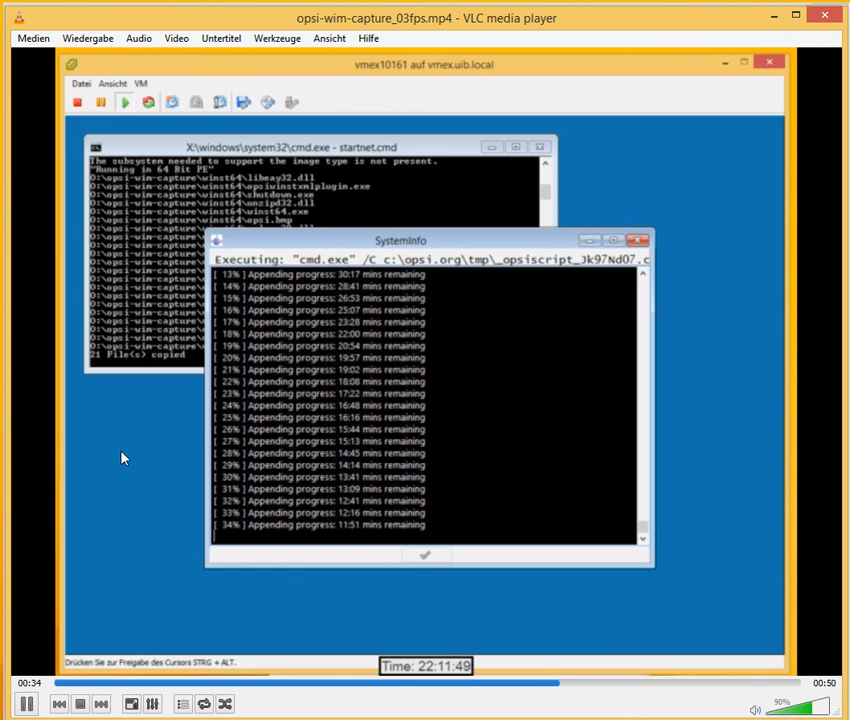 opsi-wim-capture_03fps.mp4 - VLC media player
Medien Wiedergabe Audio Video Untertitel Werkzeuge Ansicht Hilfe
vmex10161 auf vmex.uib.local
Datei Ansicht VM
X:\windows\system32\cmd.exe - startnet.cmd
The subsystem needed to support the image type is not present.
"Running in 64 Bit PE"
O:\opsi-wim-capture\winst64\libeay32.dll
O:\opsi-wim-capture\winst64\opsiwinstxmlplugin.exe
O:\opsi-wim-capture\winst64\shutdown.exe
O:\opsi-wim-capture\winst64\unzipd32.dll
O:\opsi-wim-capture\winst64\winst64.exe
O:\opsi-wim-capture\winst64\opsi.bmp
21 File(s) copied
SystemInfo
Executing: "cmd.exe" /C c:\opsi.org\tmp\_opsiscript_Jk97Nd07.c
[ 13% ] Appending progress: 30:17 mins remaining
[ 14% ] Appending progress: 28:41 mins remaining
[ 15% ] Appending progress: 26:53 mins remaining
[ 16% ] Appending progress: 25:07 mins remaining
[ 17% ] Appending progress: 23:28 mins remaining
[ 18% ] Appending progress: 22:00 mins remaining
[ 19% ] Appending progress: 20:54 mins remaining
[ 20% ] Appending progress: 19:57 mins remaining
[ 21% ] Appending progress: 19:02 mins remaining
[ 22% ] Appending progress: 18:08 mins remaining
[ 23% ] Appending progress: 17:22 mins remaining
[ 24% ] Appending progress: 16:48 mins remaining
[ 25% ] Appending progress: 16:16 mins remaining
[ 26% ] Appending progress: 15:44 mins remaining
[ 27% ] Appending progress: 15:13 mins remaining
[ 28% ] Appending progress: 14:45 mins remaining
[ 29% ] Appending progress: 14:14 mins remaining
[ 30% ] Appending progress: 13:41 mins remaining
[ 31% ] Appending progress: 13:09 mins remaining
[ 32% ] Appending progress: 12:41 mins remaining
[ 33% ] Appending progress: 12:16 mins remaining
[ 34% ] Appending progress: 11:51 mins remaining
Drücken Sie zur Freigabe des Cursors STRG + ALT.
Time: 22:11:49
00:34 00:50
90%